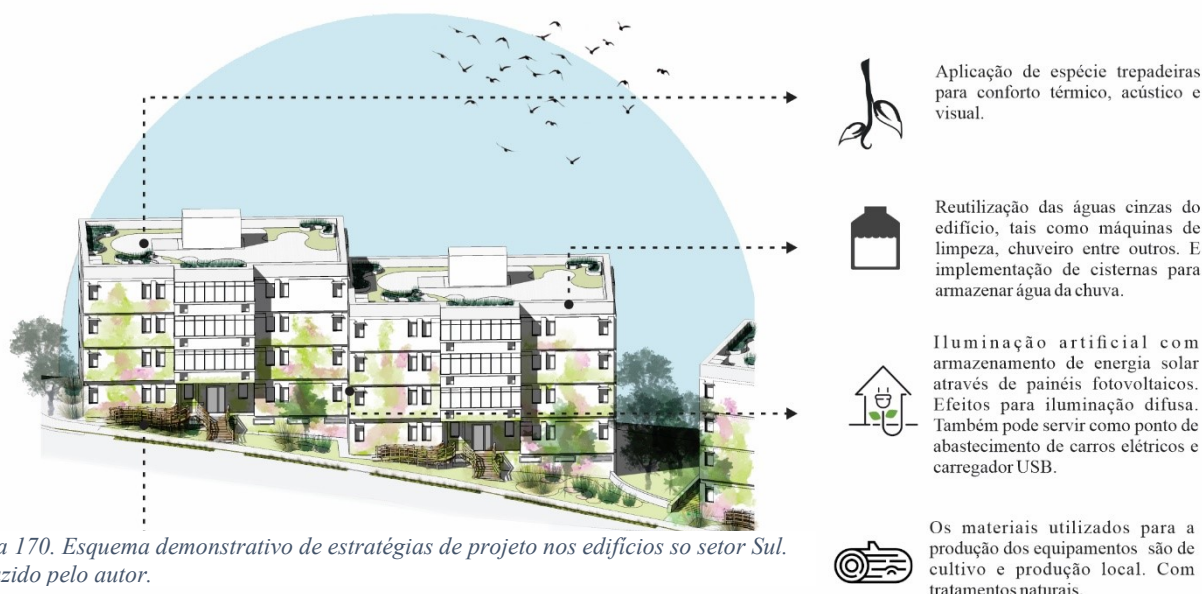 Aplicação de espécie trepadeiras
para conforto térmico, acústico e
visual.
Reutilização das águas cinzas do
edifício, tais como máquinas de
limpeza, chuveiro entre outros. E
implementação de cisternas para
armazenar água da chuva.
Iluminação artificial com
armazenamento de energia solar
através de painéis fotovoltaicos.
Efeitos para iluminação difusa.
Também pode servir como ponto de
abastecimento de carros elétricos e
carregador USB.
Os materiais utilizados para a
produção dos equipamentos são de
cultivo e produção local. Com
tratamentos naturais.
a 170. Esquema demonstrativo de estratégias de projeto nos edifícios so setor Sul.
zido pelo autor.